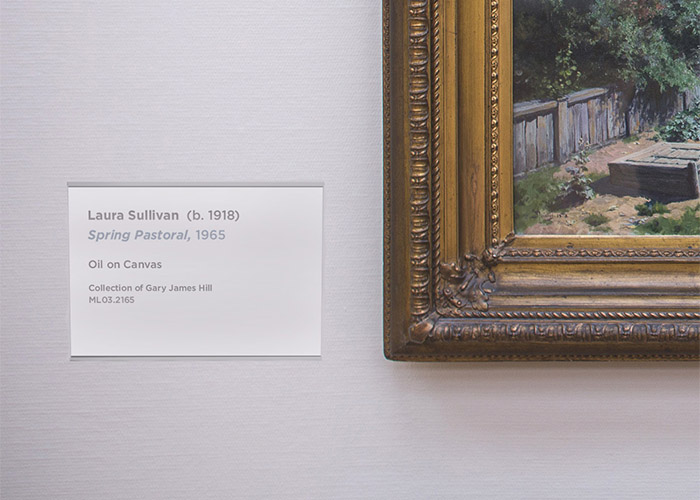 Laura Sullivan (b. 1918)
Spring Pastoral, 1965
Oil on Canvas
Collection of Gary James Hill
ML03.2165